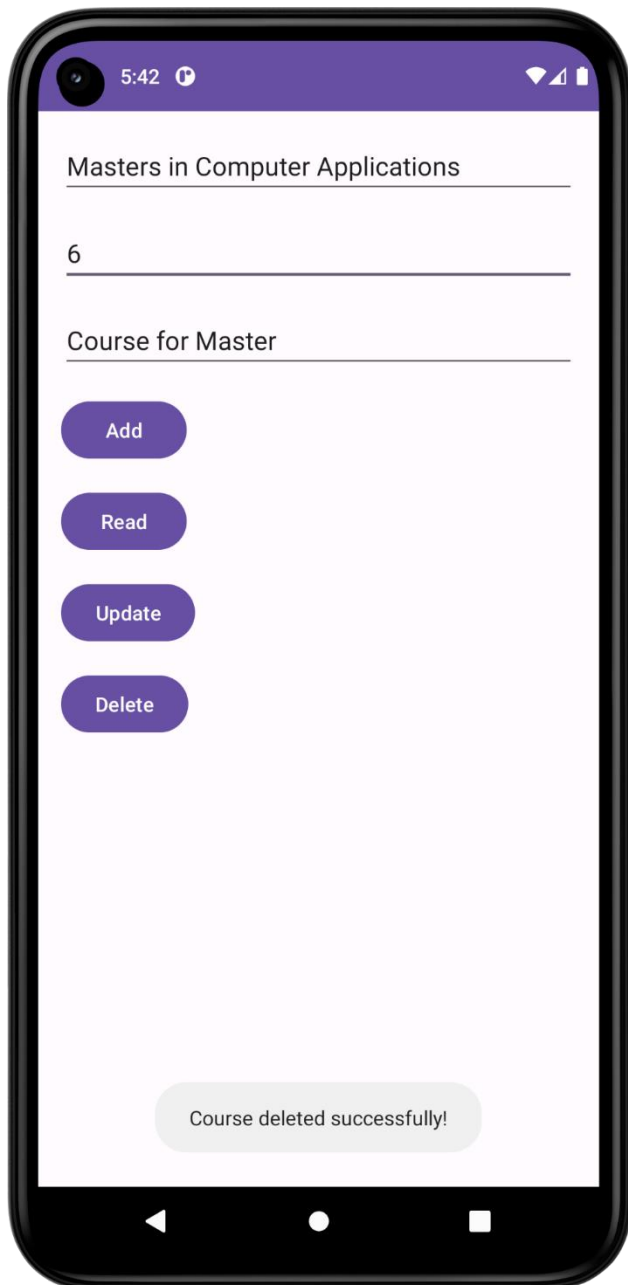 5:42
Masters in Computer Applications
6
Course for Master
Add
Read
Update
Delete
Course deleted successfully!